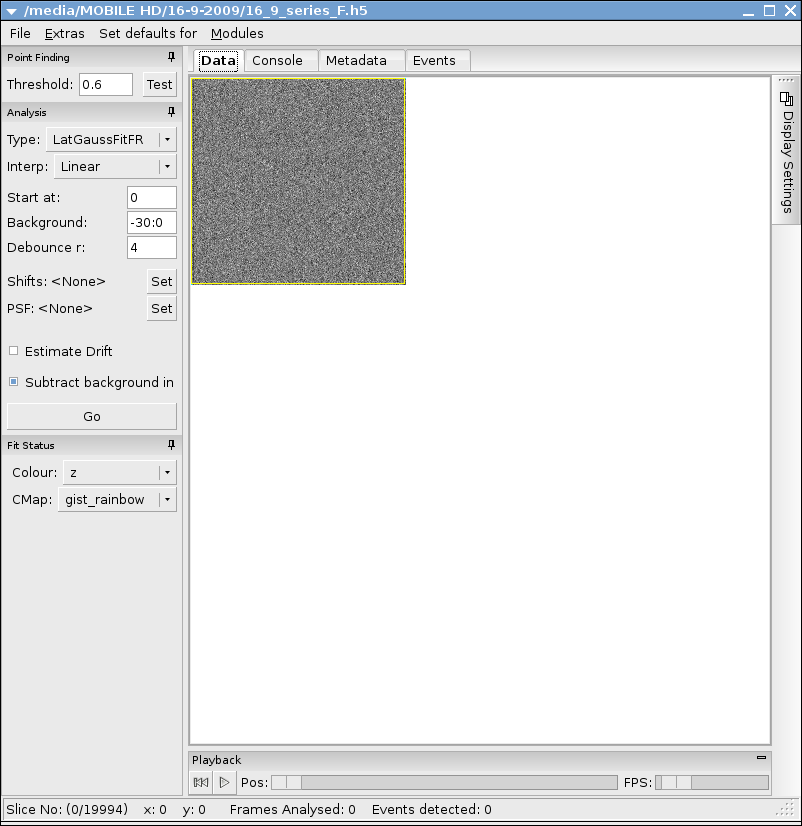 /media/MOBILE HD/16-9-2009/16_9_series_F.h5
File Extras Set defaults for Modules
Point Finding
Threshold: 0.6 Test
Analysis
Type: LatGaussFitFR
Interp: Linear
Start at: 0
Background: -30:0
Debounce r: 4
Shifts: <None> Set
PSF: <None> Set
Estimate Drift
Subtract background in
Go
Fit Status
Colour: z
CMap: gist_rainbow
Data Console Metadata Events
Display Settings
Playback
Pos: FPS:
Slice No: (0/19994) x: 0 y: 0 Frames Analysed: 0 Events detected: 0